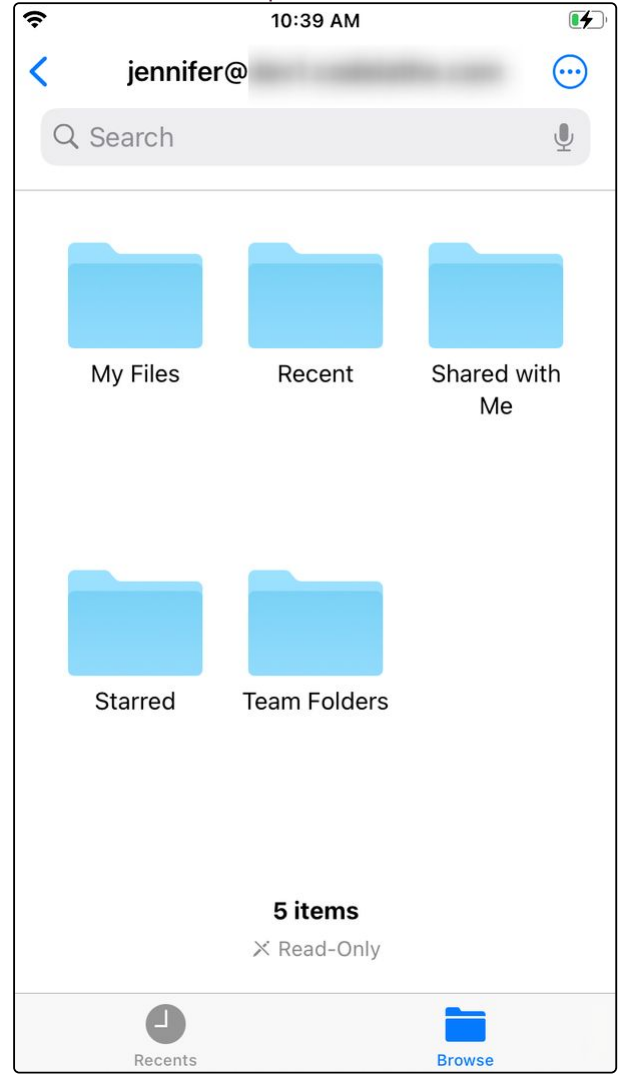 10:39 AM
jennifer@
Search
My Files
Recent
Shared with
Me
Starred
Team Folders
5 items
Read-Only
Recents
Browse